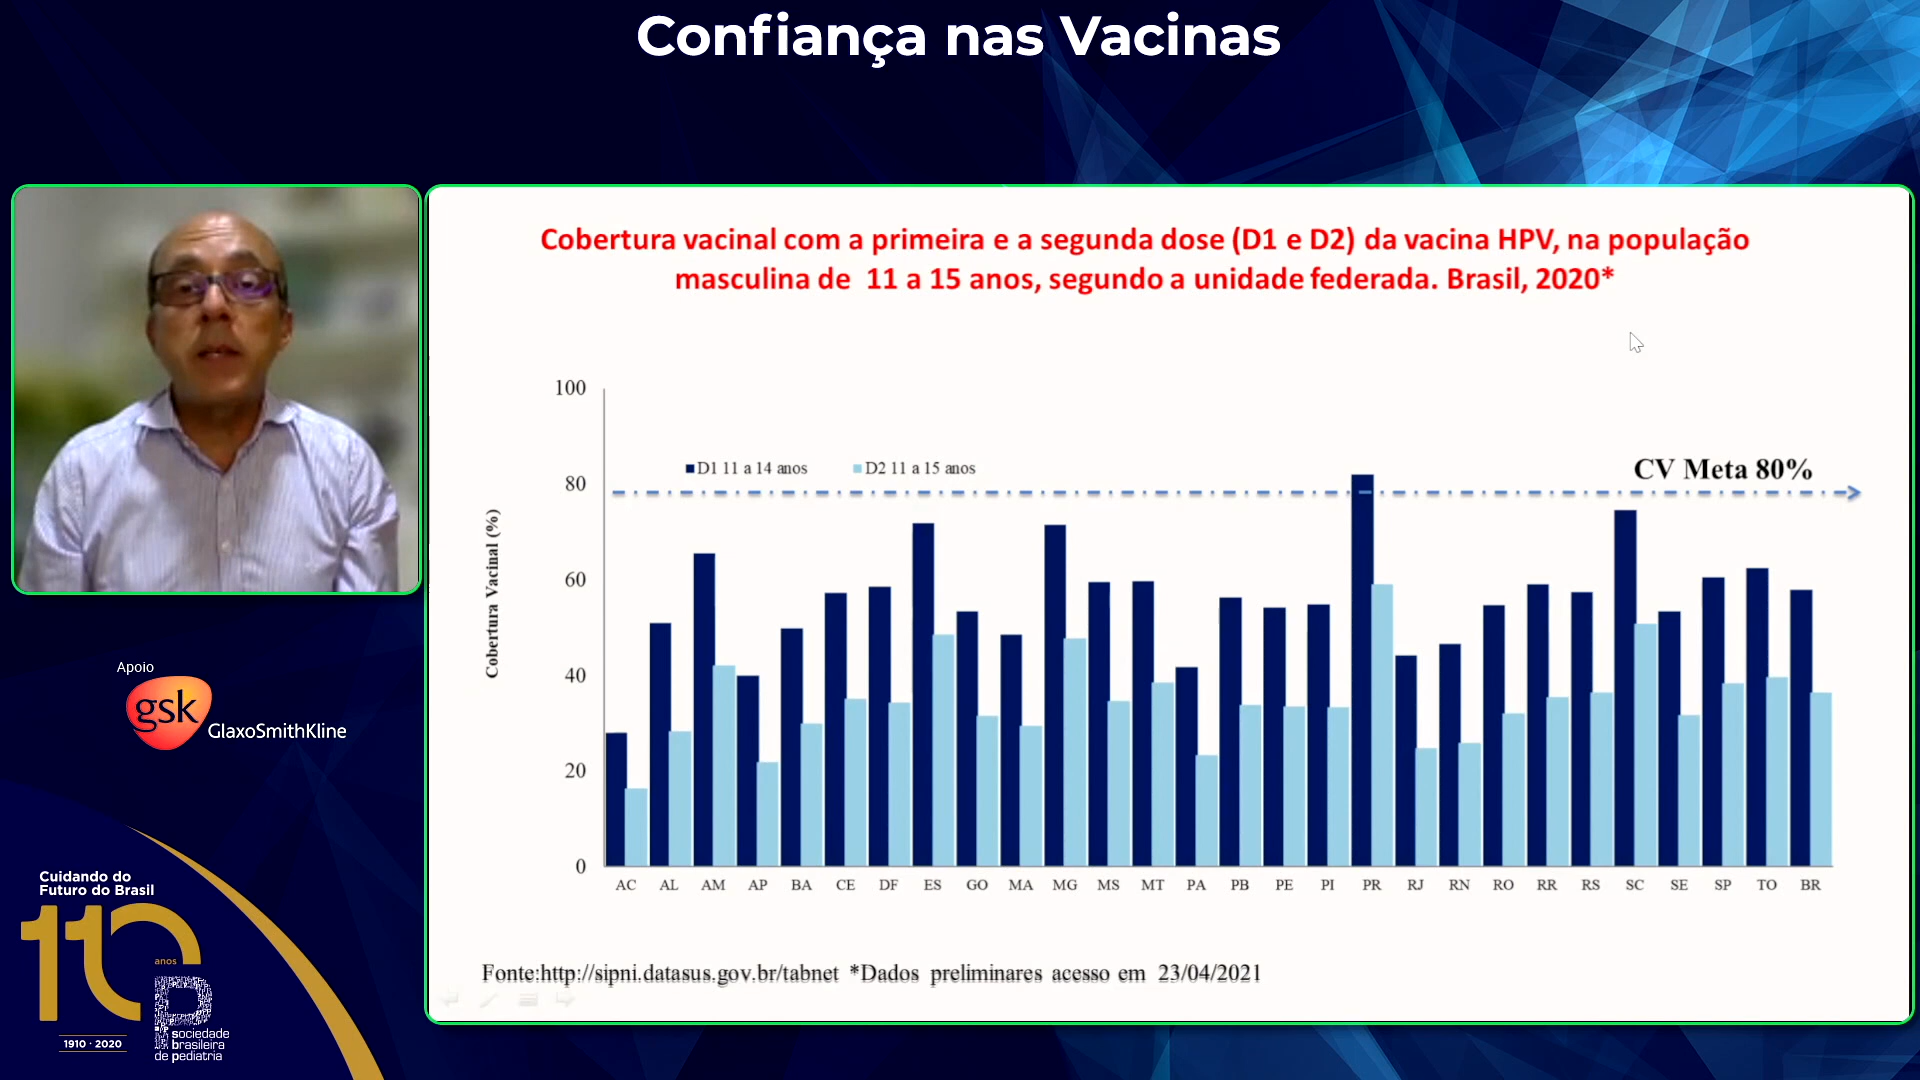 Confiança nas Vacinas
Cobertura vacinal com a primeira e a segunda dose (D1 e D2) da vacina HPV, na população
masculina de 11 a 15 anos, segundo a unidade federada. Brasil, 2020*
Cobertura Vacinal (%)
100
80
60
40
20
0
D1 11 a 14 anos
D2 11 a 15 anos
CV Meta 80%
AC AL AM AP BA CE DF ES GO MA MG MS MT PA PB PE PI PR RJ RN RO RR RS SC SE SP TO BR
Fonte:http://sipni.datasus.gov.br/tabnet *Dados preliminares acesso em 23/04/2021
Apoio
gsk
GlaxoSmithKline
Cuidando do
Futuro do Brasil
110
anos
1910 · 2020
sociedade
brasileira
de pediatria